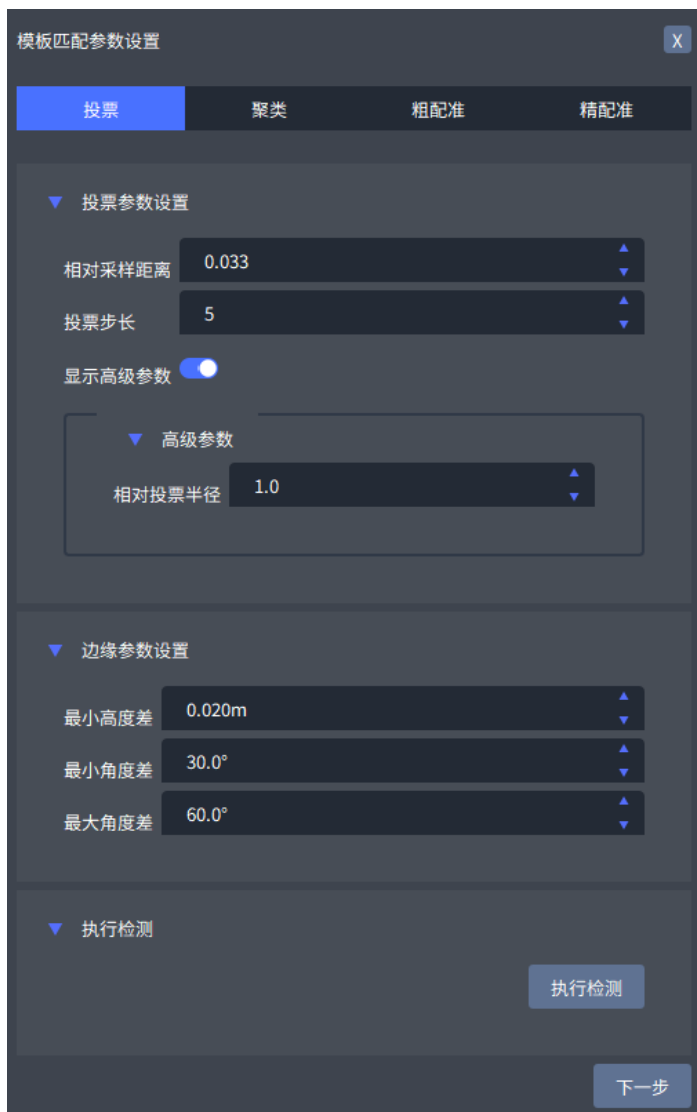 模板匹配参数设置 X
投票 聚类 粗配准 精配准
投票参数设置
相对采样距离 0.033
投票步长 5
显示高级参数
高级参数
相对投票半径 1.0
边缘参数设置
最小高度差 0.020m
最小角度差 30.0°
最大角度差 60.0°
执行检测
执行检测
下一步